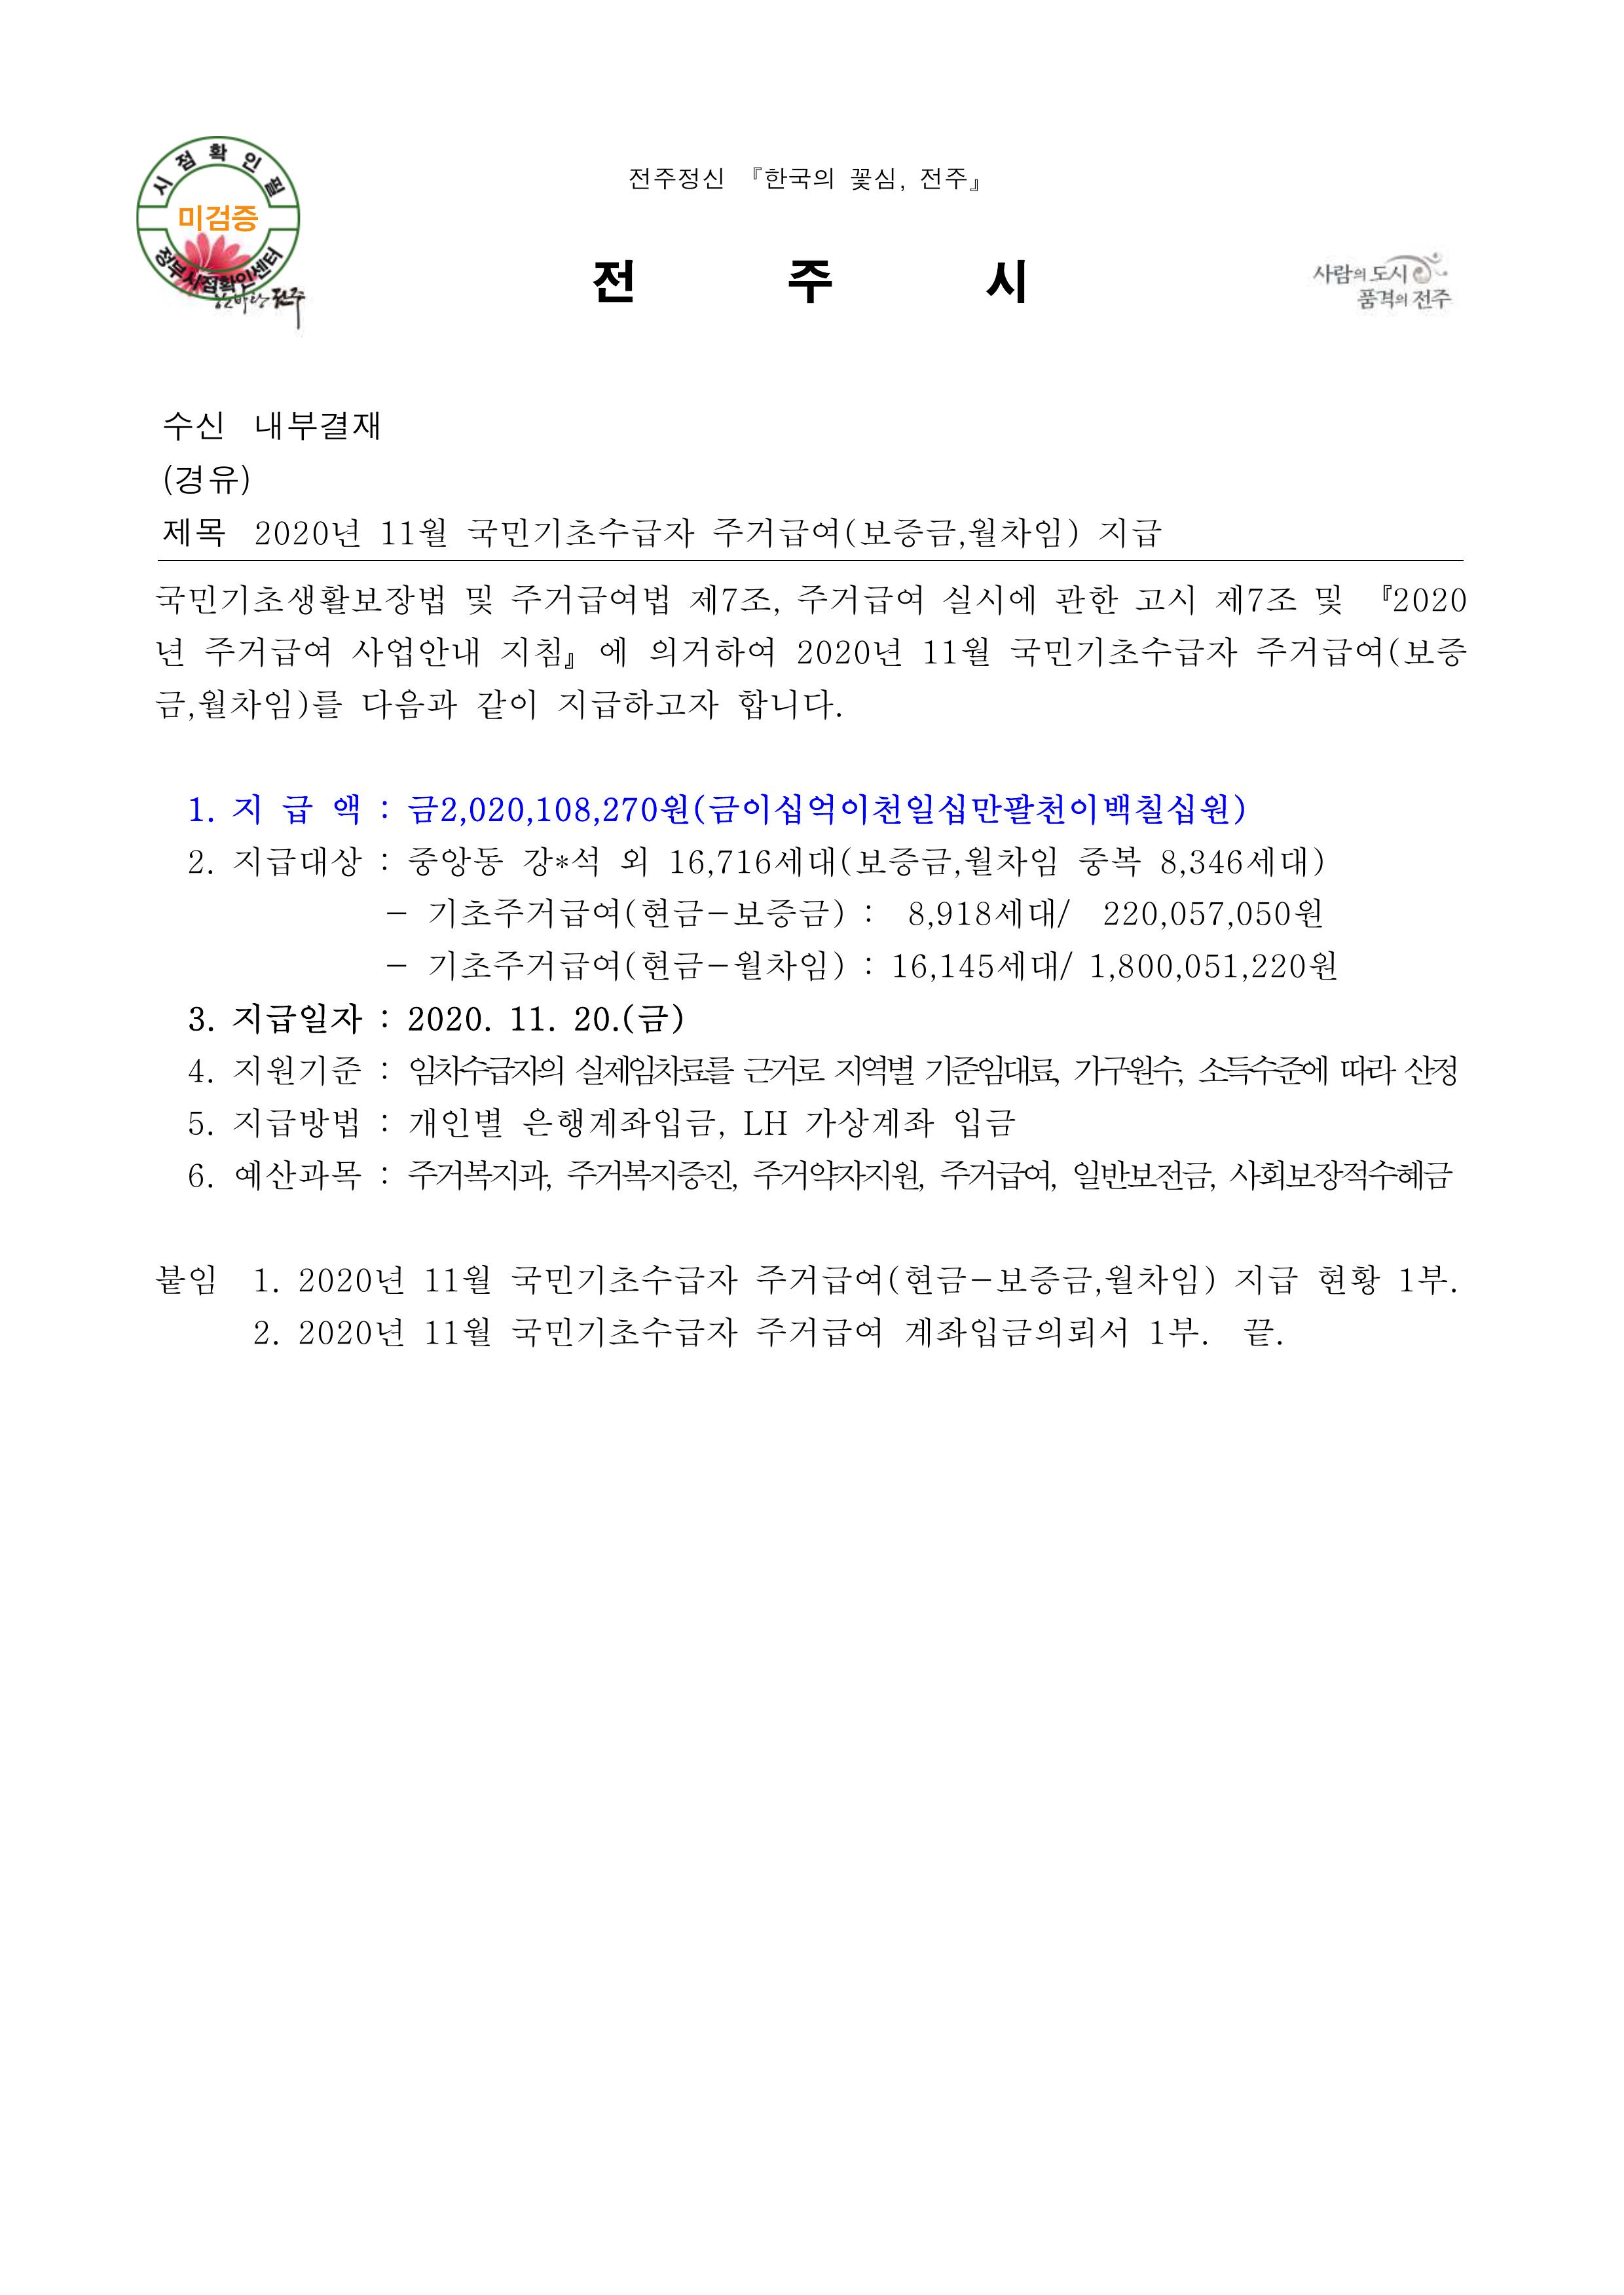 시점확인필
미검증
정부시점확인센터
전주정신 『한국의 꽃심, 전주』
전 주 시
사람의 도시
품격의 전주
수신 내부결재
(경유)
제목 2020년 11월 국민기초수급자 주거급여(보증금,월차임) 지급
국민기초생활보장법 및 주거급여법 제7조, 주거급여 실시에 관한 고시 제7조 및 『2020
년 주거급여 사업안내 지침』에 의거하여 2020년 11월 국민기초수급자 주거급여(보증
금,월차임)를 다음과 같이 지급하고자 합니다.
1. 지 급 액 : 금2,020,108,270원(금이십억이천일십만팔천이백칠십원)
2. 지급대상 : 중앙동 강*석 외 16,716세대(보증금,월차임 중복 8,346세대)
- 기초주거급여(현금-보증금) : 8,918세대/ 220,057,050원
- 기초주거급여(현금-월차임) : 16,145세대/ 1,800,051,220원
3. 지급일자 : 2020. 11. 20.(금)
4. 지원기준 : 임차수급자의 실제임차료를 근거로 지역별 기준임대료, 가구원수, 소득수준에 따라 산정
5. 지급방법 : 개인별 은행계좌입금, LH 가상계좌 입금
6. 예산과목 : 주거복지과, 주거복지증진, 주거약자지원, 주거급여, 일반보전금, 사회보장적수혜금
붙임 1. 2020년 11월 국민기초수급자 주거급여(현금-보증금,월차임) 지급 현황 1부.
2. 2020년 11월 국민기초수급자 주거급여 계좌입금의뢰서 1부. 끝.